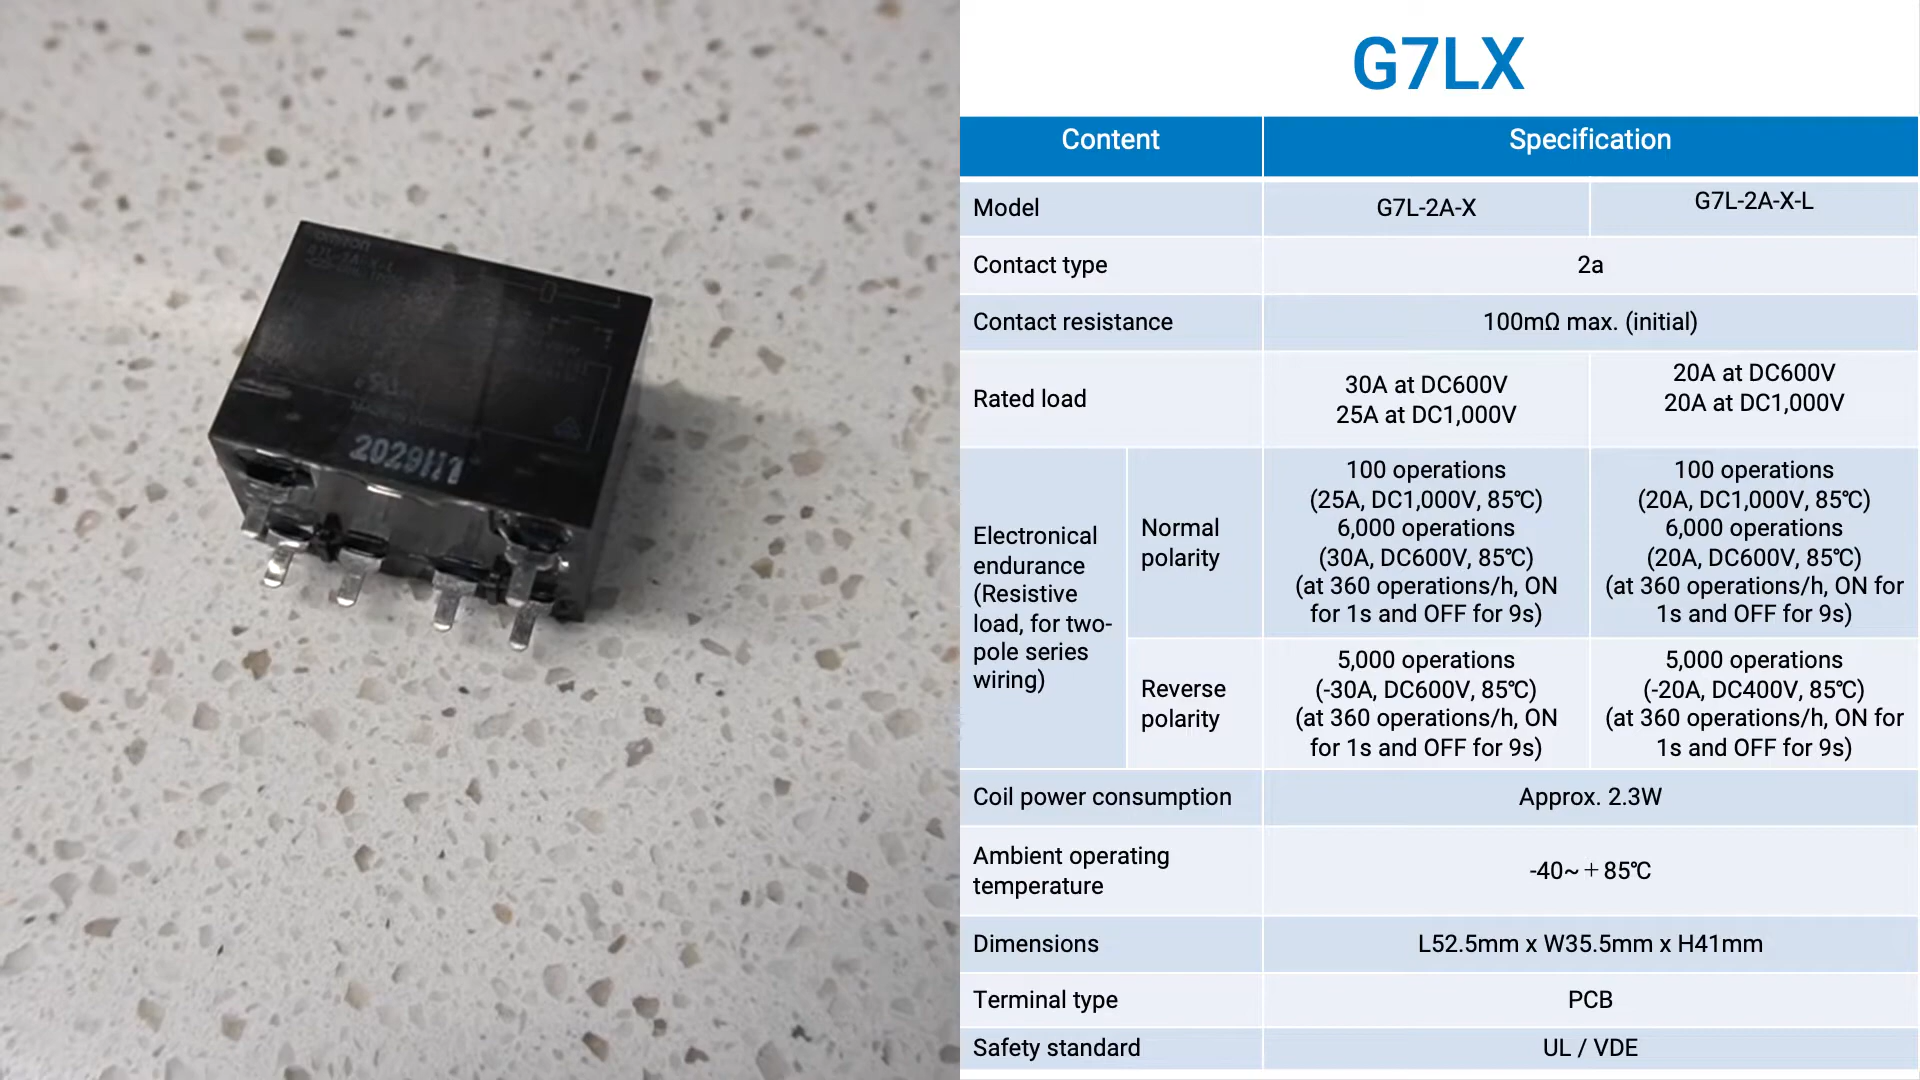 omron
G7L-2A-X-L
2029H1
G7LX
Content Specification
Model G7L-2A-X G7L-2A-X-L
Contact type 2a
Contact resistance 100mΩ max. (initial)
Rated load
30A at DC600V
25A at DC1,000V
20A at DC600V
20A at DC1,000V
Electronical
endurance
(Resistive
load, for two-
pole series
wiring)
Normal
polarity
100 operations
(25A, DC1,000V, 85℃)
6,000 operations
(30A, DC600V, 85℃)
(at 360 operations/h, ON
for 1s and OFF for 9s)
100 operations
(20A, DC1,000V, 85℃)
6,000 operations
(20A, DC600V, 85℃)
(at 360 operations/h, ON for
1s and OFF for 9s)
Reverse
polarity
5,000 operations
(-30A, DC600V, 85℃)
(at 360 operations/h, ON
for 1s and OFF for 9s)
5,000 operations
(-20A, DC400V, 85℃)
(at 360 operations/h, ON for
1s and OFF for 9s)
Coil power consumption Approx. 2.3W
Ambient operating
temperature
-40~＋85℃
Dimensions L52.5mm x W35.5mm x H41mm
Terminal type PCB
Safety standard UL / VDE